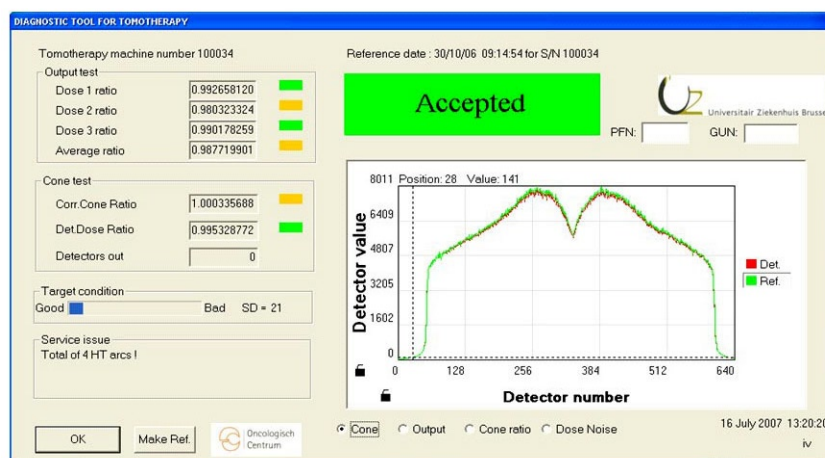 DIAGNOSTIC TOOL FOR TOMOTHERAPY
Tomotherapy machine number 100034
Reference date : 30/10/06 09:14:54 for S/N 100034
Output test
Dose 1 ratio 0.992658120
Dose 2 ratio 0.980323324
Dose 3 ratio 0.990178259
Average ratio 0.987719901
Accepted
UZ
Universitair Ziekenhuis Brusse
PFN: GUN:
Cone test
Corr.Cone Ratio 1.000335688
Det.Dose Ratio 0.995328772
Detectors out 0
Target condition
Good Bad SD = 21
Service issue
Total of 4 HT arcs !
8011 Position: 28 Value: 141
6409
4807
3205
1602
0
Detector value
0 128 256 384 512 640
Detector number
Det.
Ref.
OK
Make Ref.
Oncologisch
Centrum
Cone Output Cone ratio Dose Noise
16 July 2007 13:20:20
iv